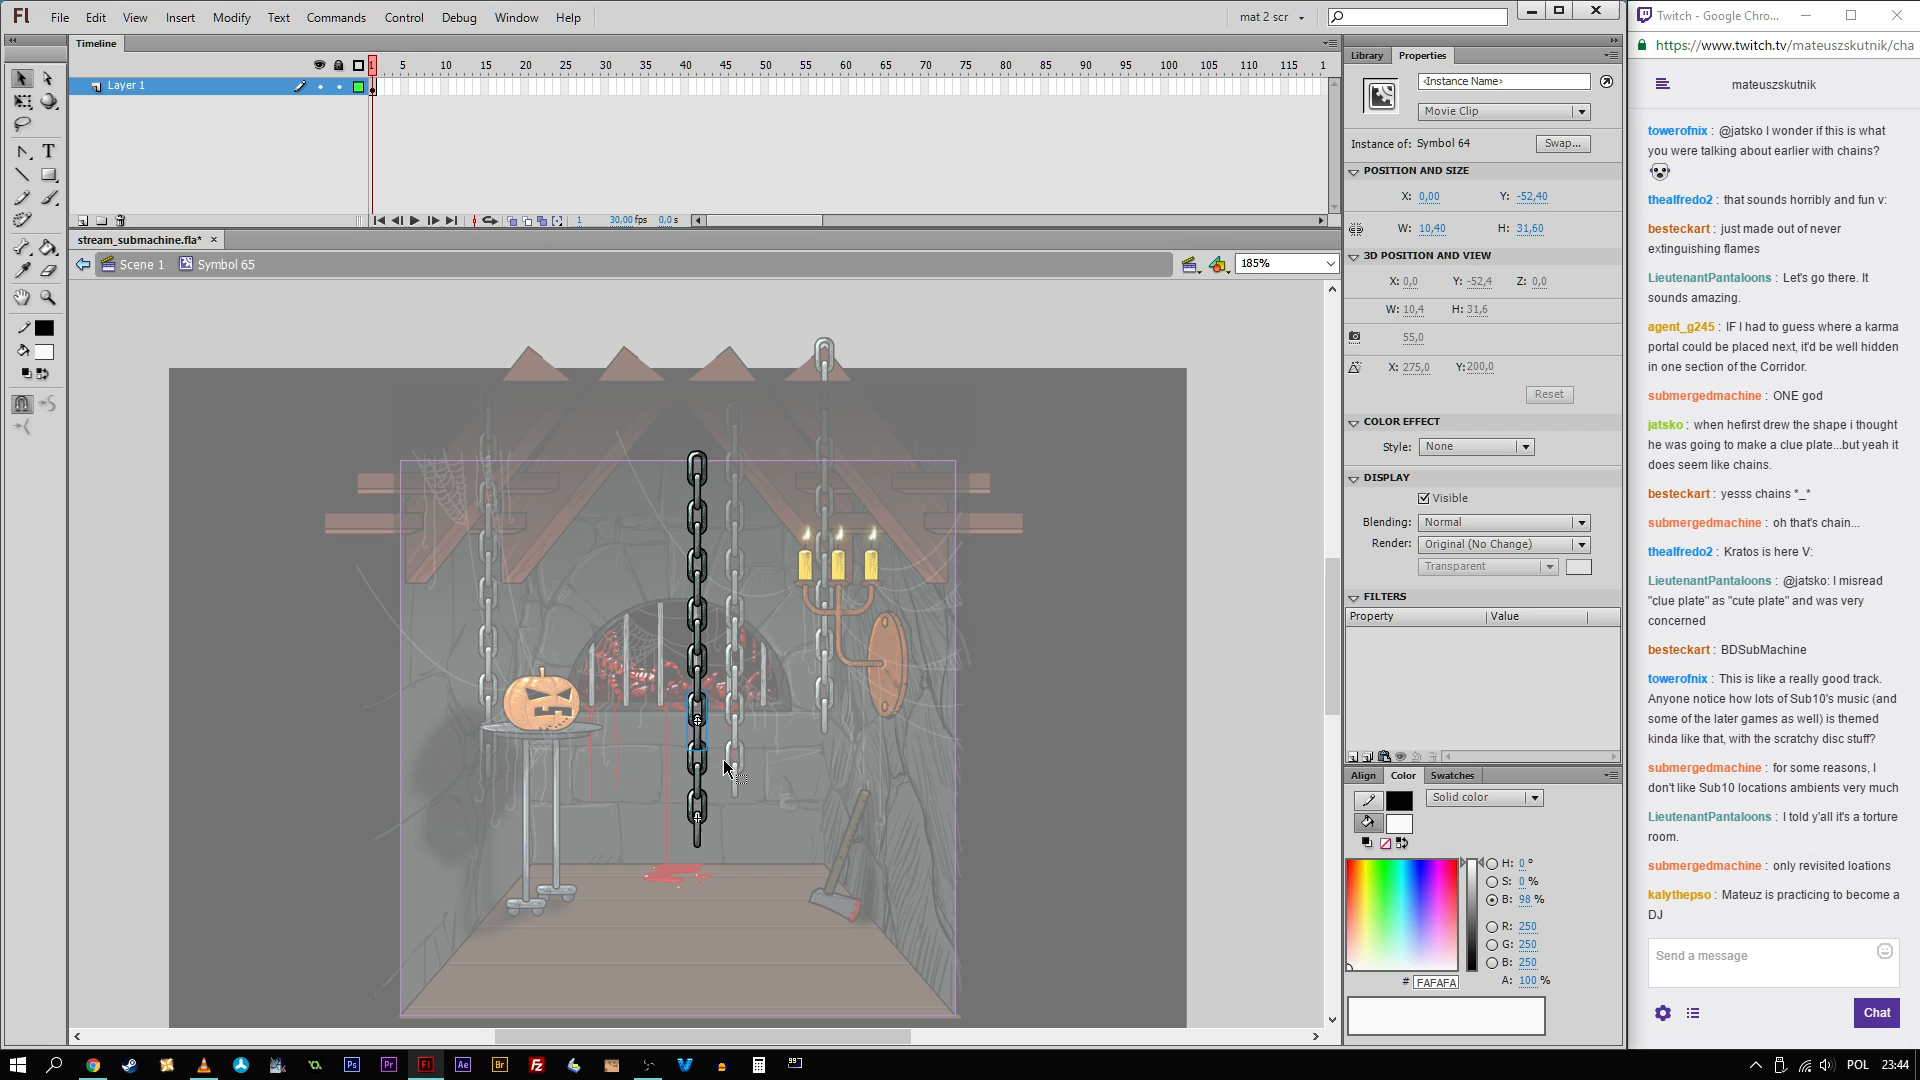 Fl File Edit View Insert Modify Text Commands Control Debug Window Help mat 2 scr
Timeline
1 5 10 15 20 25 30 35 40 45 50 55 60 65 70 75 80 85 90 95 100 105 110 115 1
Layer 1
1 30,00 fps 0,0 s
stream_submachine.fla* ×
Scene 1 Symbol 65 185%
Library Properties
<Instance Name>
Movie Clip
Instance of: Symbol 64 Swap...
POSITION AND SIZE
X: 0,00 Y: -52,40
W: 10,40 H: 31,60
3D POSITION AND VIEW
X: 0,0 Y: -52,4 Z: 0,0
W: 10,4 H: 31,6
55,0
X: 275,0 Y: 200,0
Reset
COLOR EFFECT
Style: None
DISPLAY
Visible
Blending: Normal
Render: Original (No Change)
Transparent
FILTERS
Property Value
Align Color Swatches
Solid color
H: 0 °
S: 0 %
B: 98 %
R: 250
G: 250
B: 250
# FAFAFA A: 100 %
Twitch - Google Chro...
https://www.twitch.tv/mateuszskutnik/cha
mateuszskutnik
towerofnix : @jatsko I wonder if this is what
you were talking about earlier with chains?
thealfredo2 : that sounds horribly and fun v:
besteckart : just made out of never
extinguishing flames
LieutenantPantaloons : Let's go there. It
sounds amazing.
agent_g245 : IF I had to guess where a karma
portal could be placed next, it'd be well hidden
in one section of the Corridor.
submergedmachine : ONE god
jatsko : when hefirst drew the shape i thought
he was going to make a clue plate...but yeah it
does seem like chains.
besteckart : yesss chains *_*
submergedmachine : oh that's chain...
thealfredo2 : Kratos is here V:
LieutenantPantaloons : @jatsko: I misread
"clue plate" as "cute plate" and was very
concerned
besteckart : BDSubMachine
towerofnix : This is like a really good track.
Anyone notice how lots of Sub10's music (and
some of the later games as well) is themed
kinda like that, with the scratchy disc stuff?
submergedmachine : for some reasons, I
don't like Sub10 locations ambients very much
LieutenantPantaloons : I told y'all it's a torture
room.
submergedmachine : only revisited loations
kalythepso : Mateuz is practicing to become a
DJ
Send a message
Chat
Ps Pr Fl Ae Br Fz POL 23:44